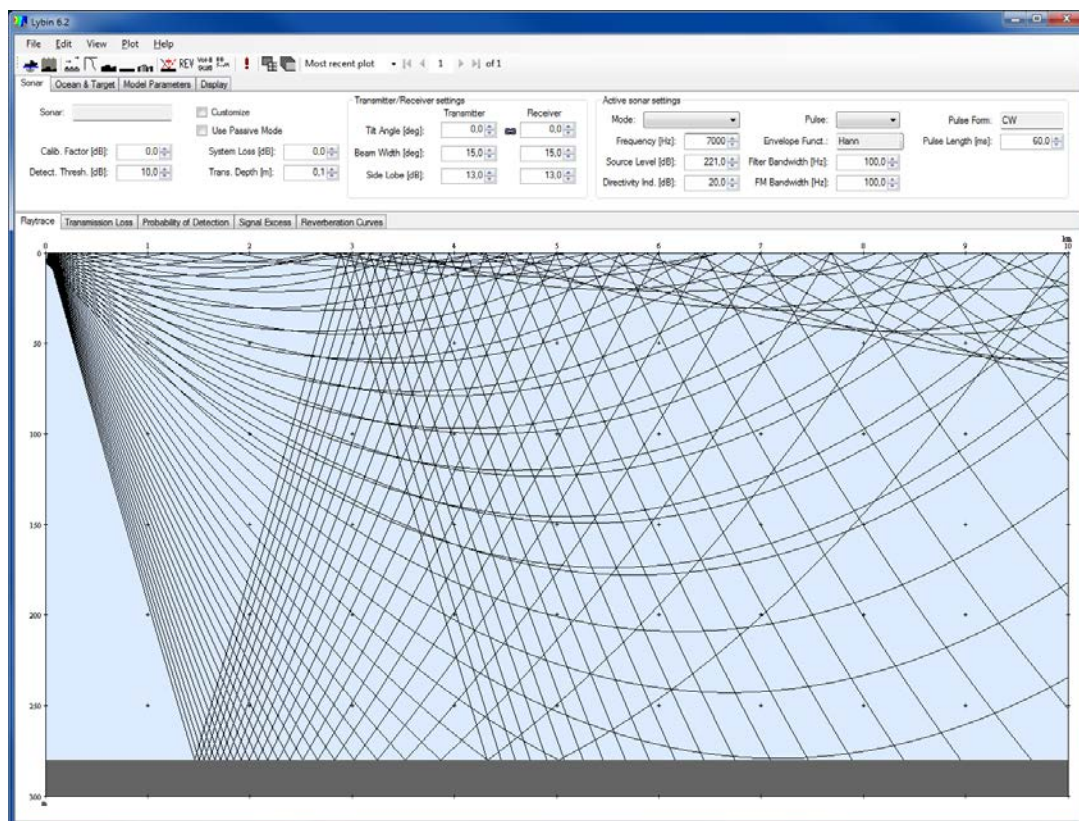 Lybin 6.2
File Edit View Plot Help
REV Most recent plot 1 of 1
Sonar Ocean & Target Model Parameters Display
Transmitter/Receiver settings Active sonar settings
Sonar: Customize Transmitter Receiver Mode: Pulse: Pulse Form: CW
Use Passive Mode Tilt Angle [deg]: 0,0 0,0 Frequency [Hz]: 7000 Envelope Funct.: Hann Pulse Length [ms]: 60,0
Calib. Factor [dB]: 0,0 System Loss [dB]: 0,0 Beam Width [deg]: 15,0 15,0 Source Level [dB]: 221,0 Filter Bandwidth [Hz]: 100,0
Detect. Thresh. [dB]: 10,0 Trans. Depth [m]: 0,1 Side Lobe [dB]: 13,0 13,0 Directivity Ind. [dB]: 20,0 FM Bandwidth [Hz]: 100,0
Raytrace Transmission Loss Probability of Detection Signal Excess Reverberation Curves
km
0 1 2 3 4 5 6 7 8 9 10
0
50
100
150
200
250
300
m